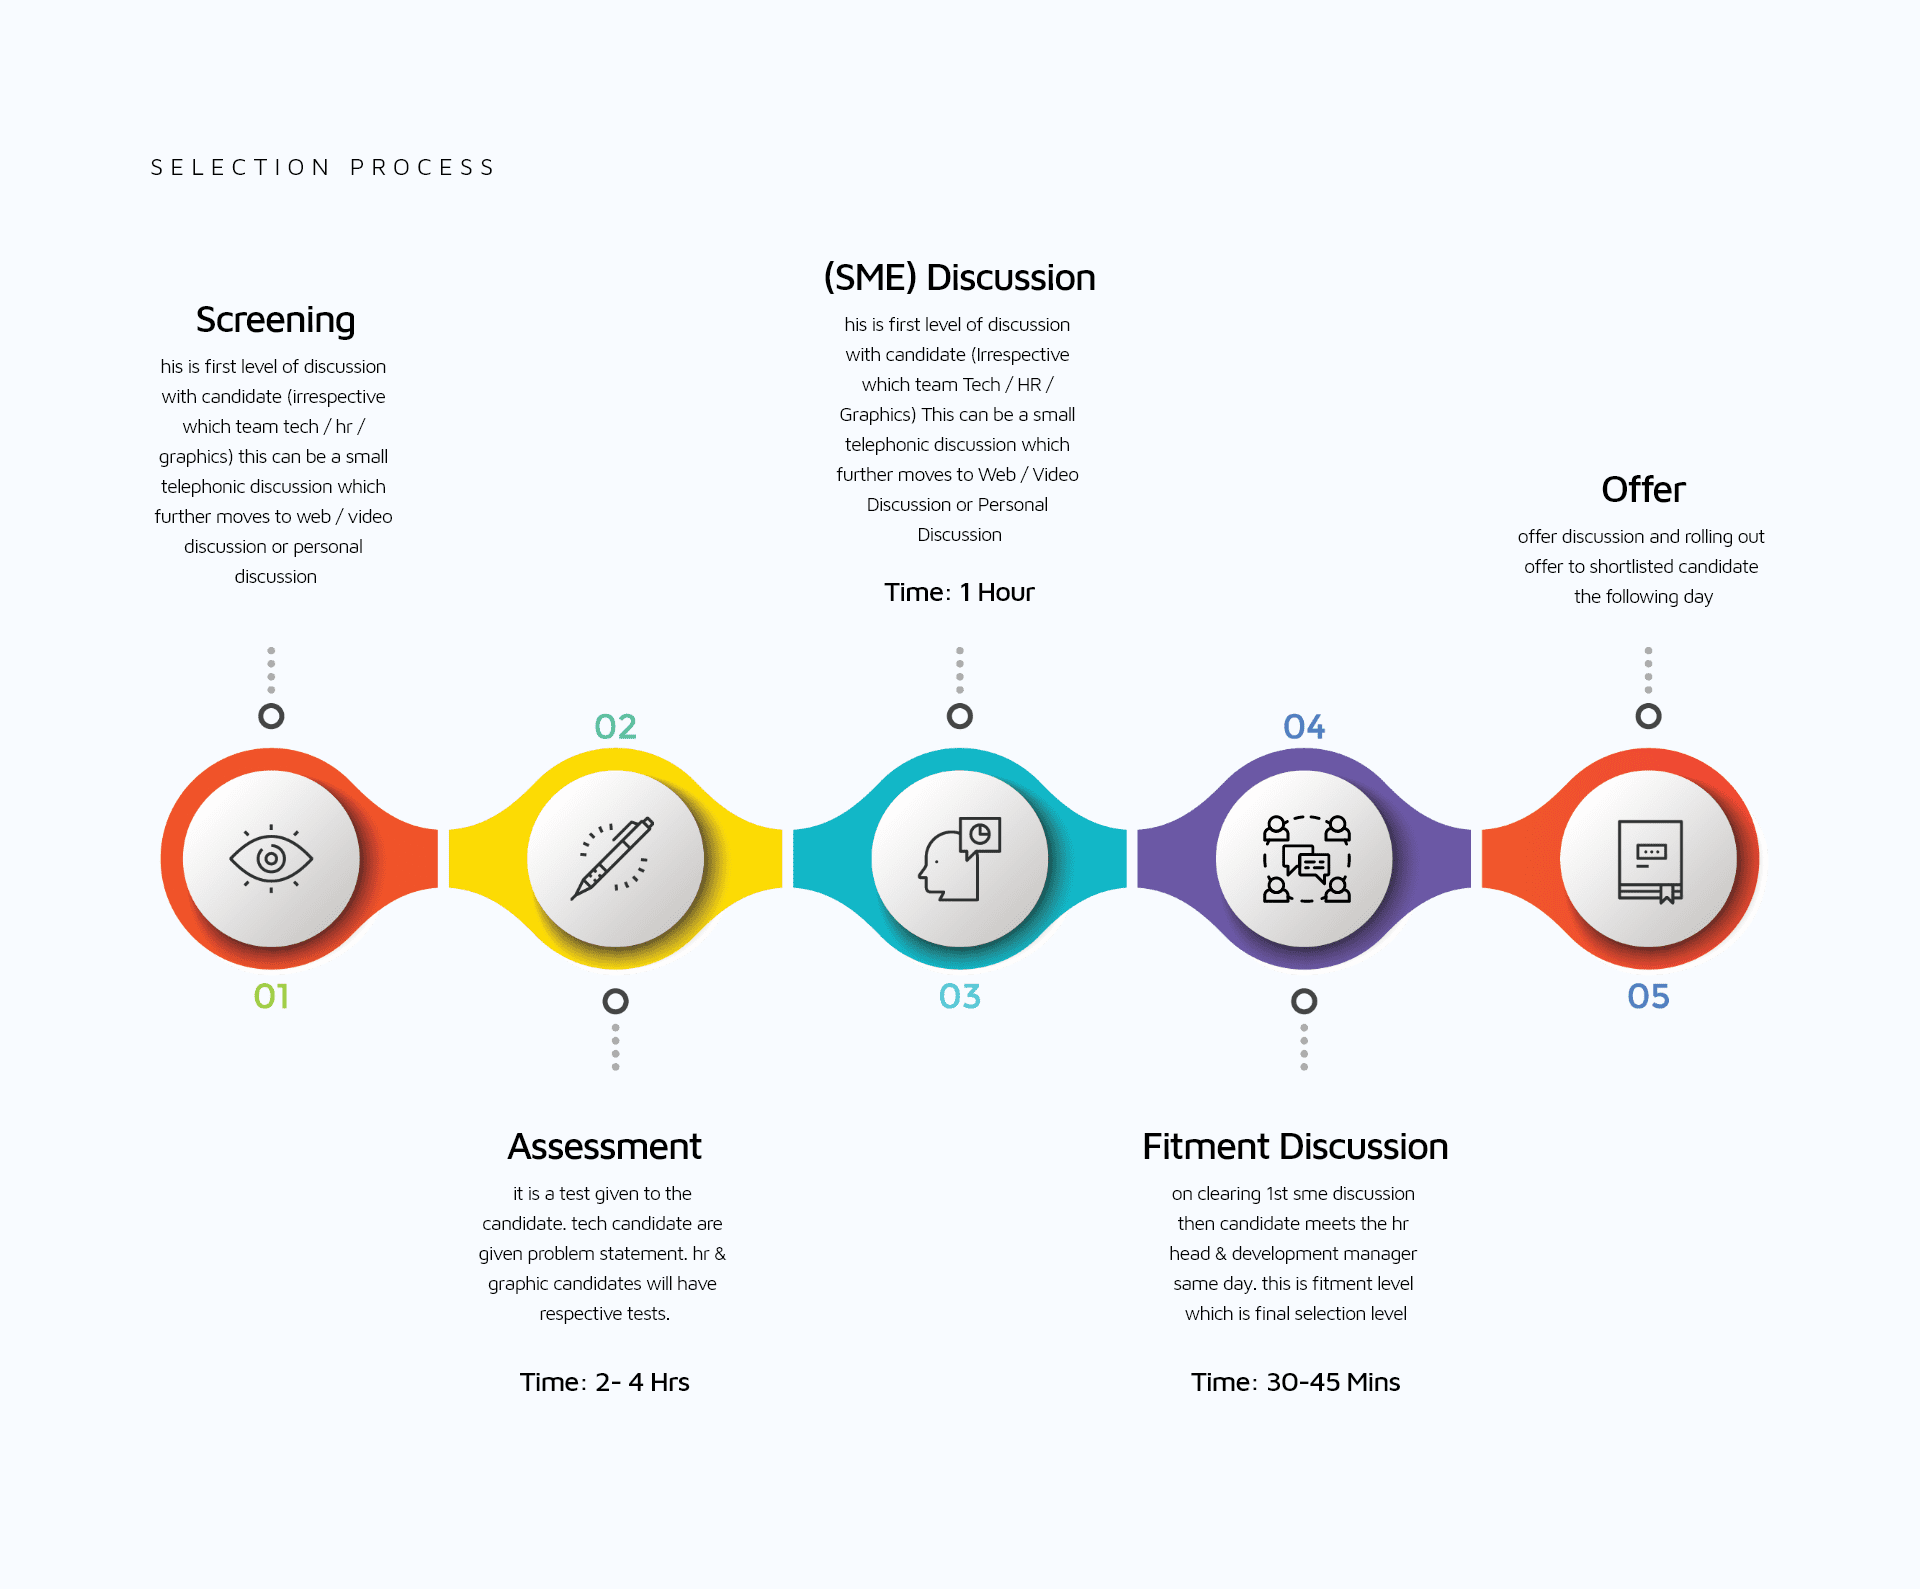 SELECTION PROCESS
Screening
his is first level of discussion
with candidate (irrespective
which team tech / hr /
graphics) this can be a small
telephonic discussion which
further moves to web / video
discussion or personal
discussion
01
02
Assessment
it is a test given to the
candidate. tech candidate are
given problem statement. hr &
graphic candidates will have
respective tests.
Time: 2- 4 Hrs
(SME) Discussion
his is first level of discussion
with candidate (Irrespective
which team Tech / HR /
Graphics) This can be a small
telephonic discussion which
further moves to Web / Video
Discussion or Personal
Discussion
Time: 1 Hour
03
04
Fitment Discussion
on clearing 1st sme discussion
then candidate meets the hr
head & development manager
same day. this is fitment level
which is final selection level
Time: 30-45 Mins
Offer
offer discussion and rolling out
offer to shortlisted candidate
the following day
05